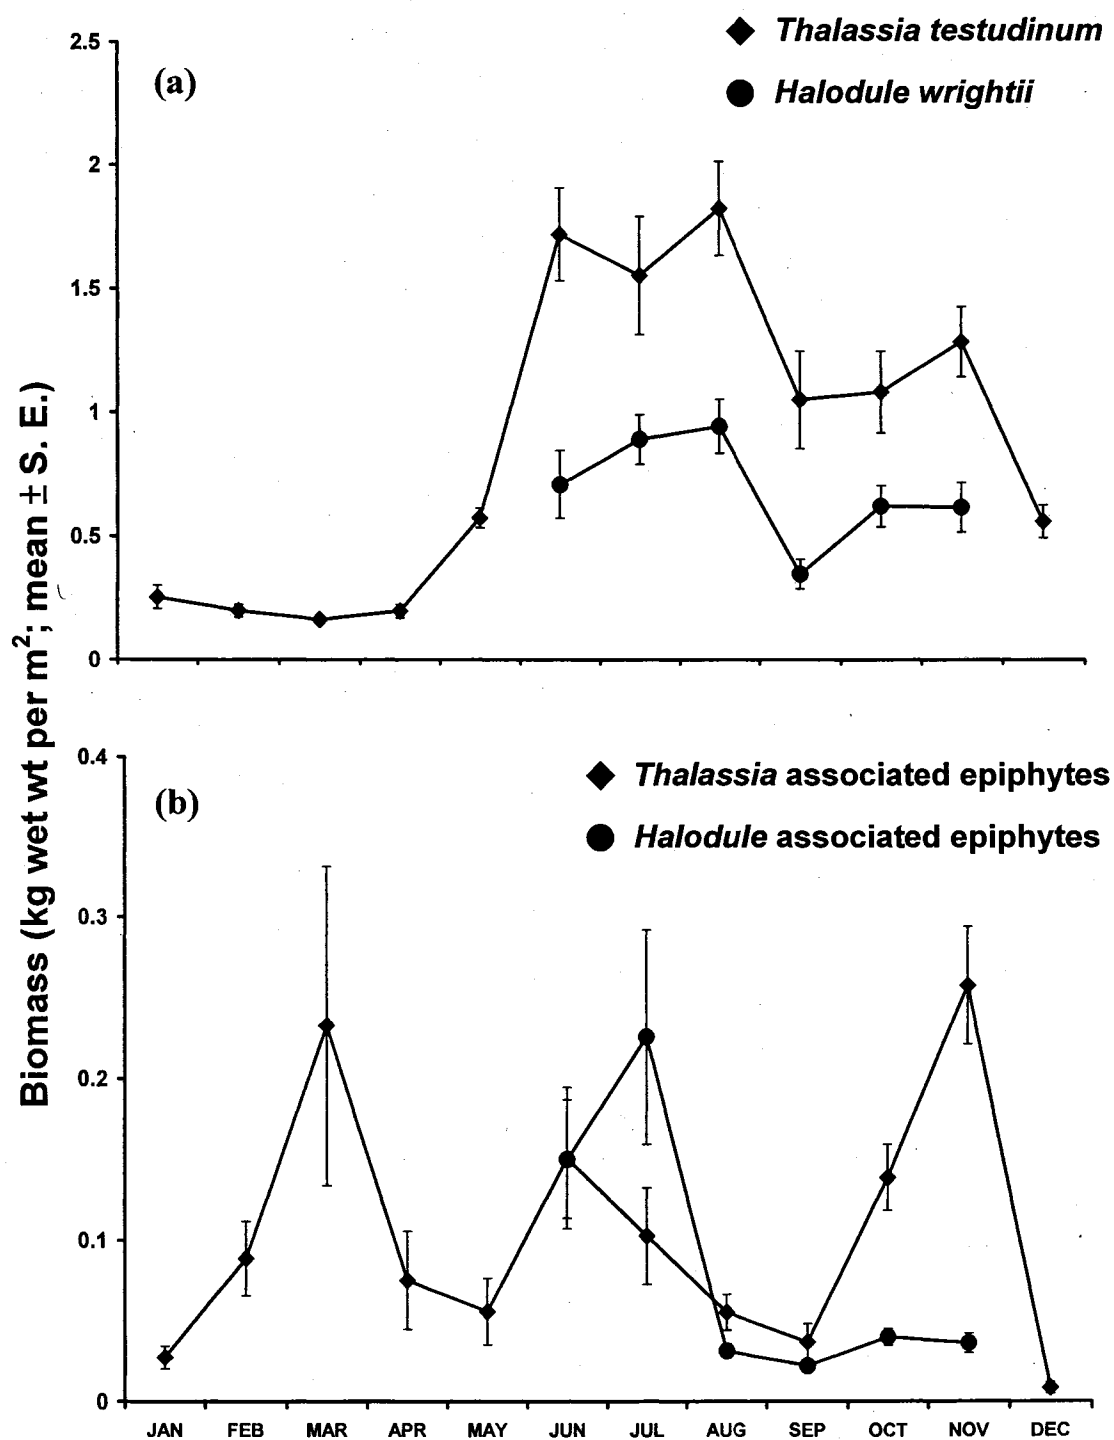 Thalassia testudinum
Halodule wrightii
(a)
2.5
2
1.5
1
0.5
0
Biomass (kg wet wt per m²; mean ± S. E.)
Thalassia associated epiphytes
Halodule associated epiphytes
(b)
0.4
0.3
0.2
0.1
0
JAN FEB MAR APR MAY JUN JUL AUG SEP OCT NOV DEC